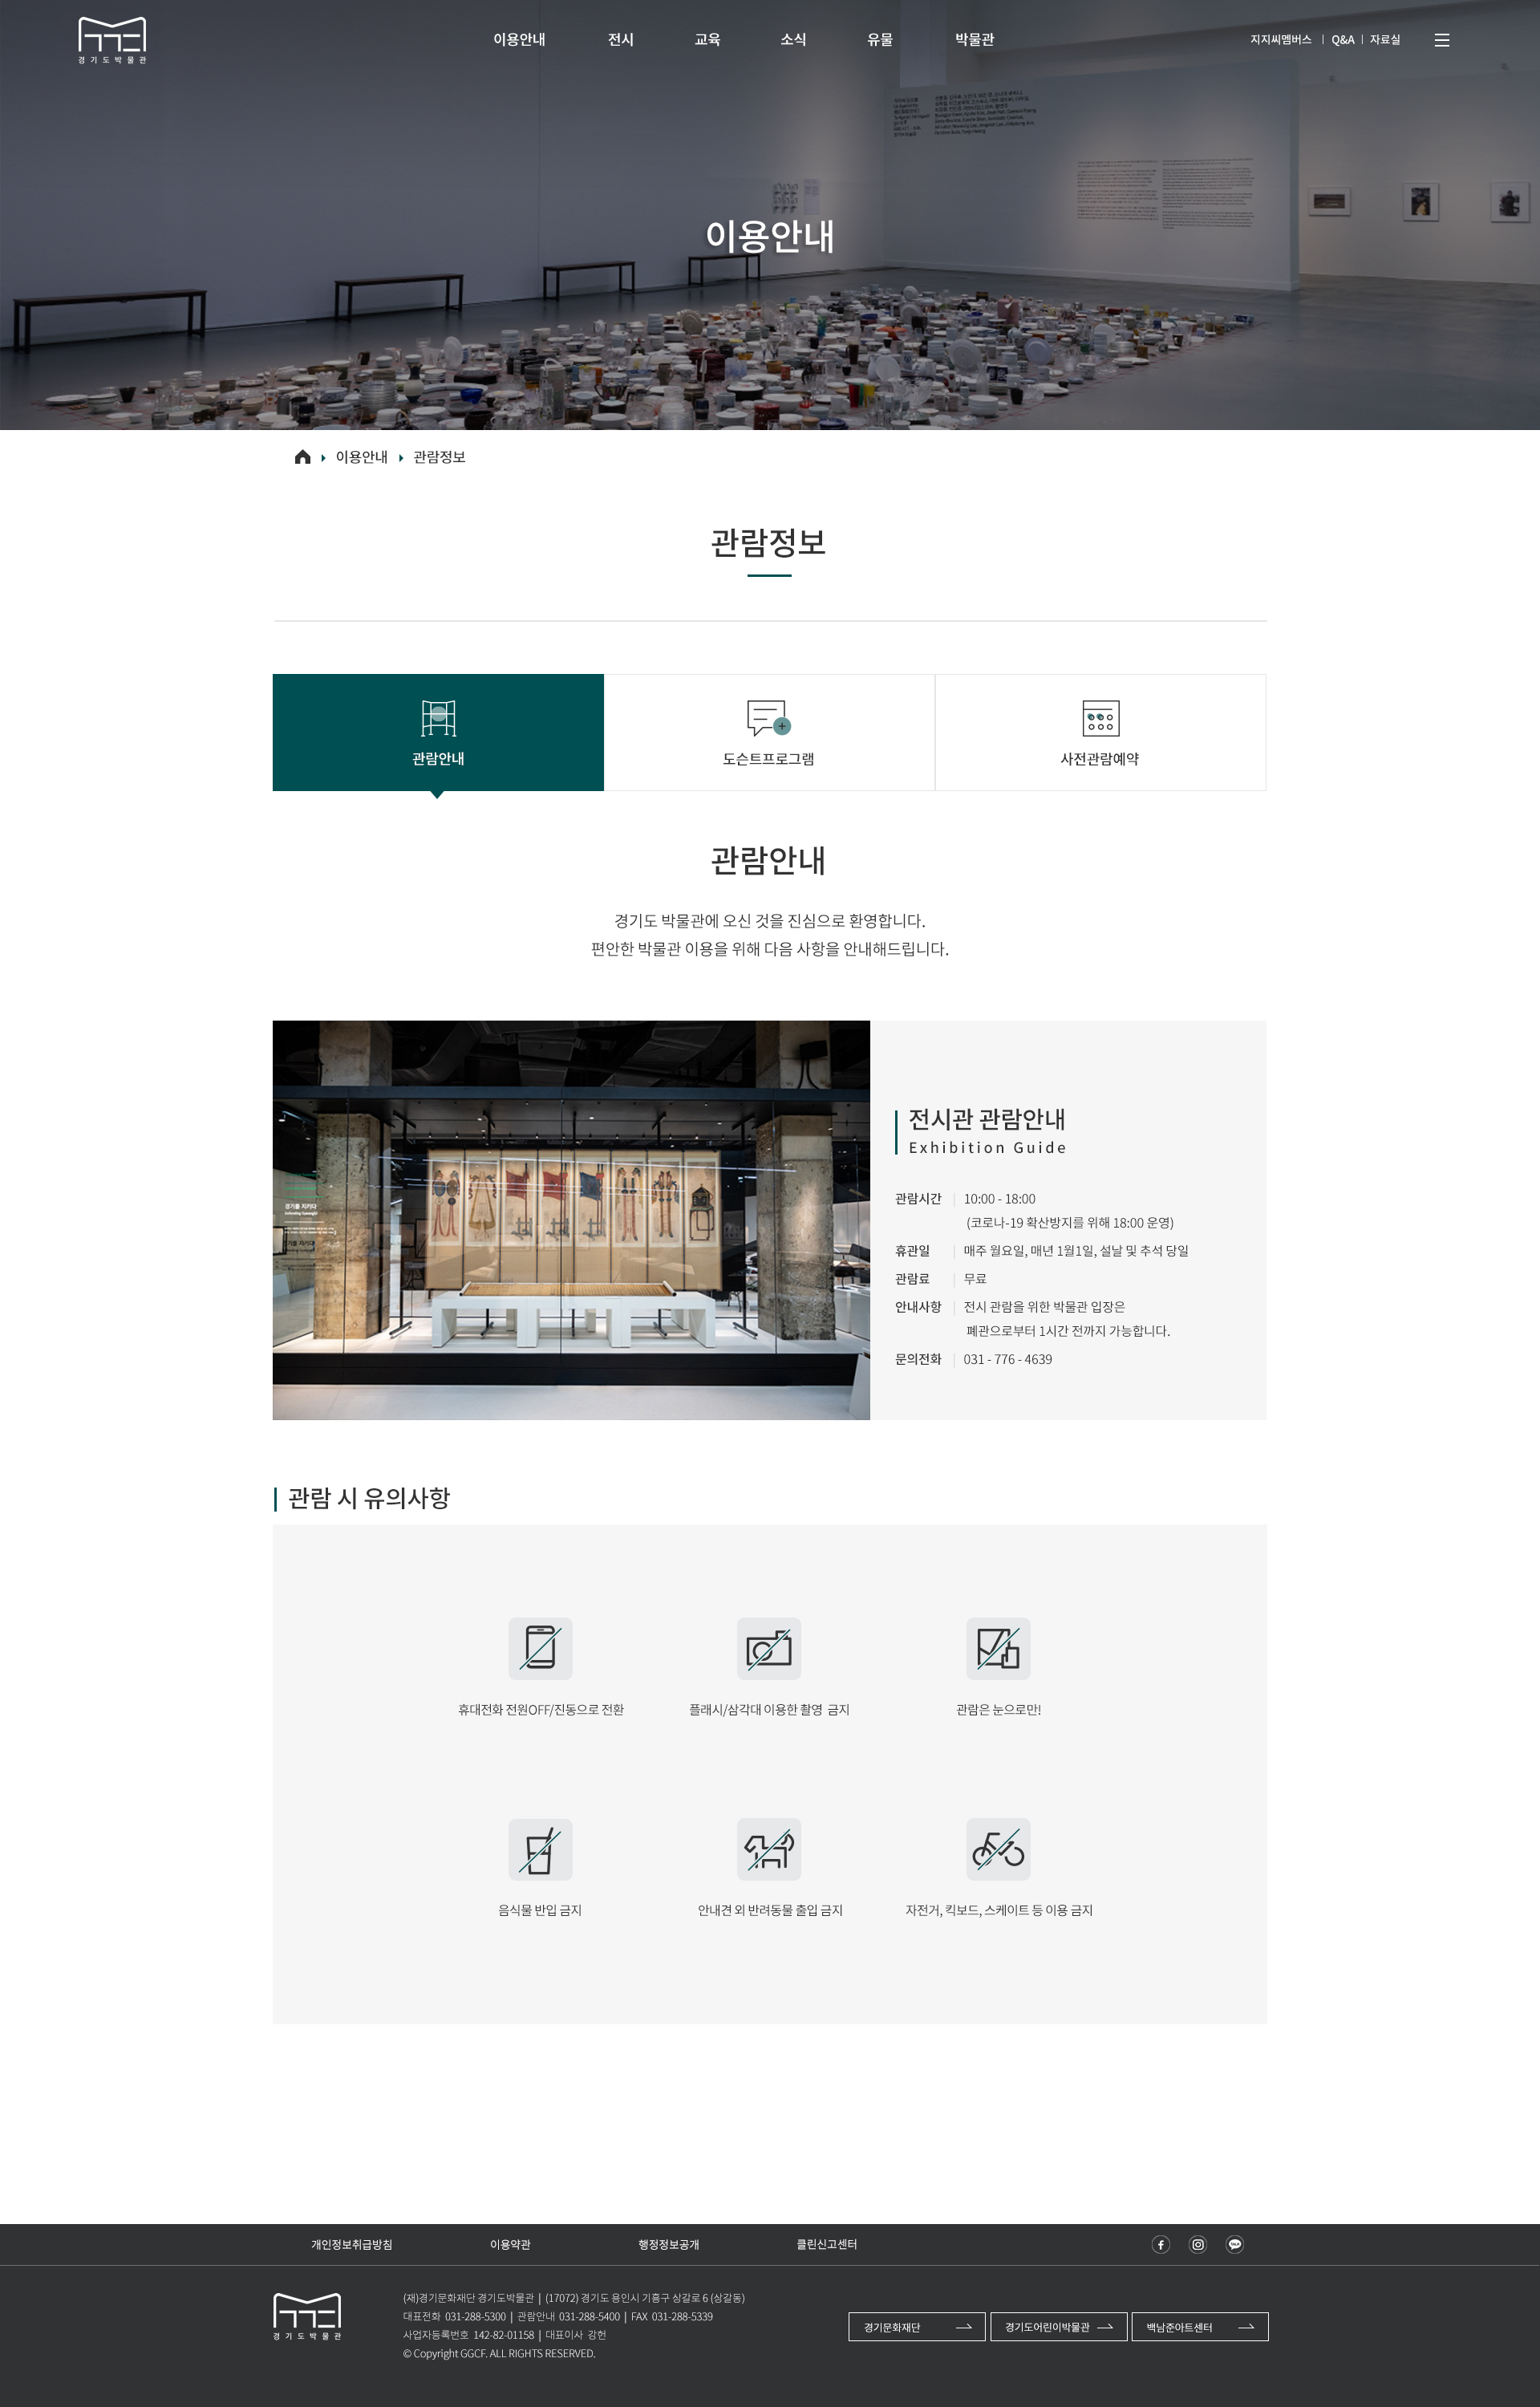 경기도박물관
이용안내 전시 교육 소식 유물 박물관
지지씨멤버스 | Q&A | 자료실
이용안내
이용안내 관람정보
관람정보
관람안내
도슨트프로그램
사전관람예약
관람안내
경기도 박물관에 오신 것을 진심으로 환영합니다.
편안한 박물관 이용을 위해 다음 사항을 안내해드립니다.
경기를 지키다
전시관 관람안내
Exhibition Guide
관람시간 | 10:00 - 18:00
(코로나-19 확산방지를 위해 18:00 운영)
휴관일 | 매주 월요일, 매년 1월1일, 설날 및 추석 당일
관람료 | 무료
안내사항 | 전시 관람을 위한 박물관 입장은
폐관으로부터 1시간 전까지 가능합니다.
문의전화 | 031 - 776 - 4639
관람 시 유의사항
휴대전화 전원OFF/진동으로 전환
플래시/삼각대 이용한 촬영 금지
관람은 눈으로만!
음식물 반입 금지
안내견 외 반려동물 출입 금지
자전거, 킥보드, 스케이트 등 이용 금지
개인정보취급방침 이용약관 행정정보공개 클린신고센터
경기도박물관
(재)경기문화재단 경기도박물관 | (17072) 경기도 용인시 기흥구 상갈로 6 (상갈동)
대표전화 031-288-5300 | 관람안내 031-288-5400 | FAX 031-288-5339
사업자등록번호 142-82-01158 | 대표이사 강헌
© Copyright GGCF. ALL RIGHTS RESERVED.
경기문화재단
경기도어린이박물관
백남준아트센터